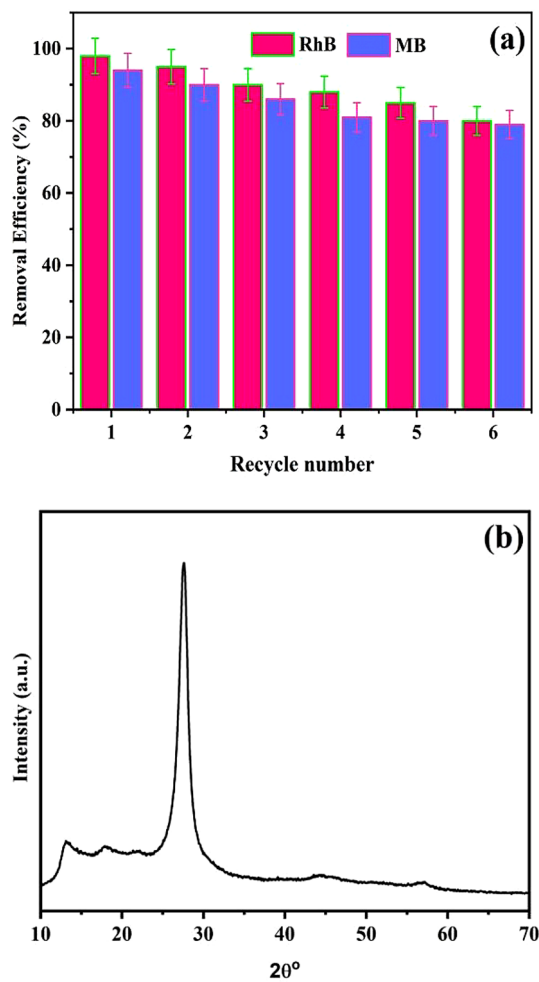 (a)
RhB MB
100
80
60
40
20
0
Removal Efficiency (%)
1 2 3 4 5 6
Recycle number
(b)
Intensity (a.u.)
10 20 30 40 50 60 70
2θº